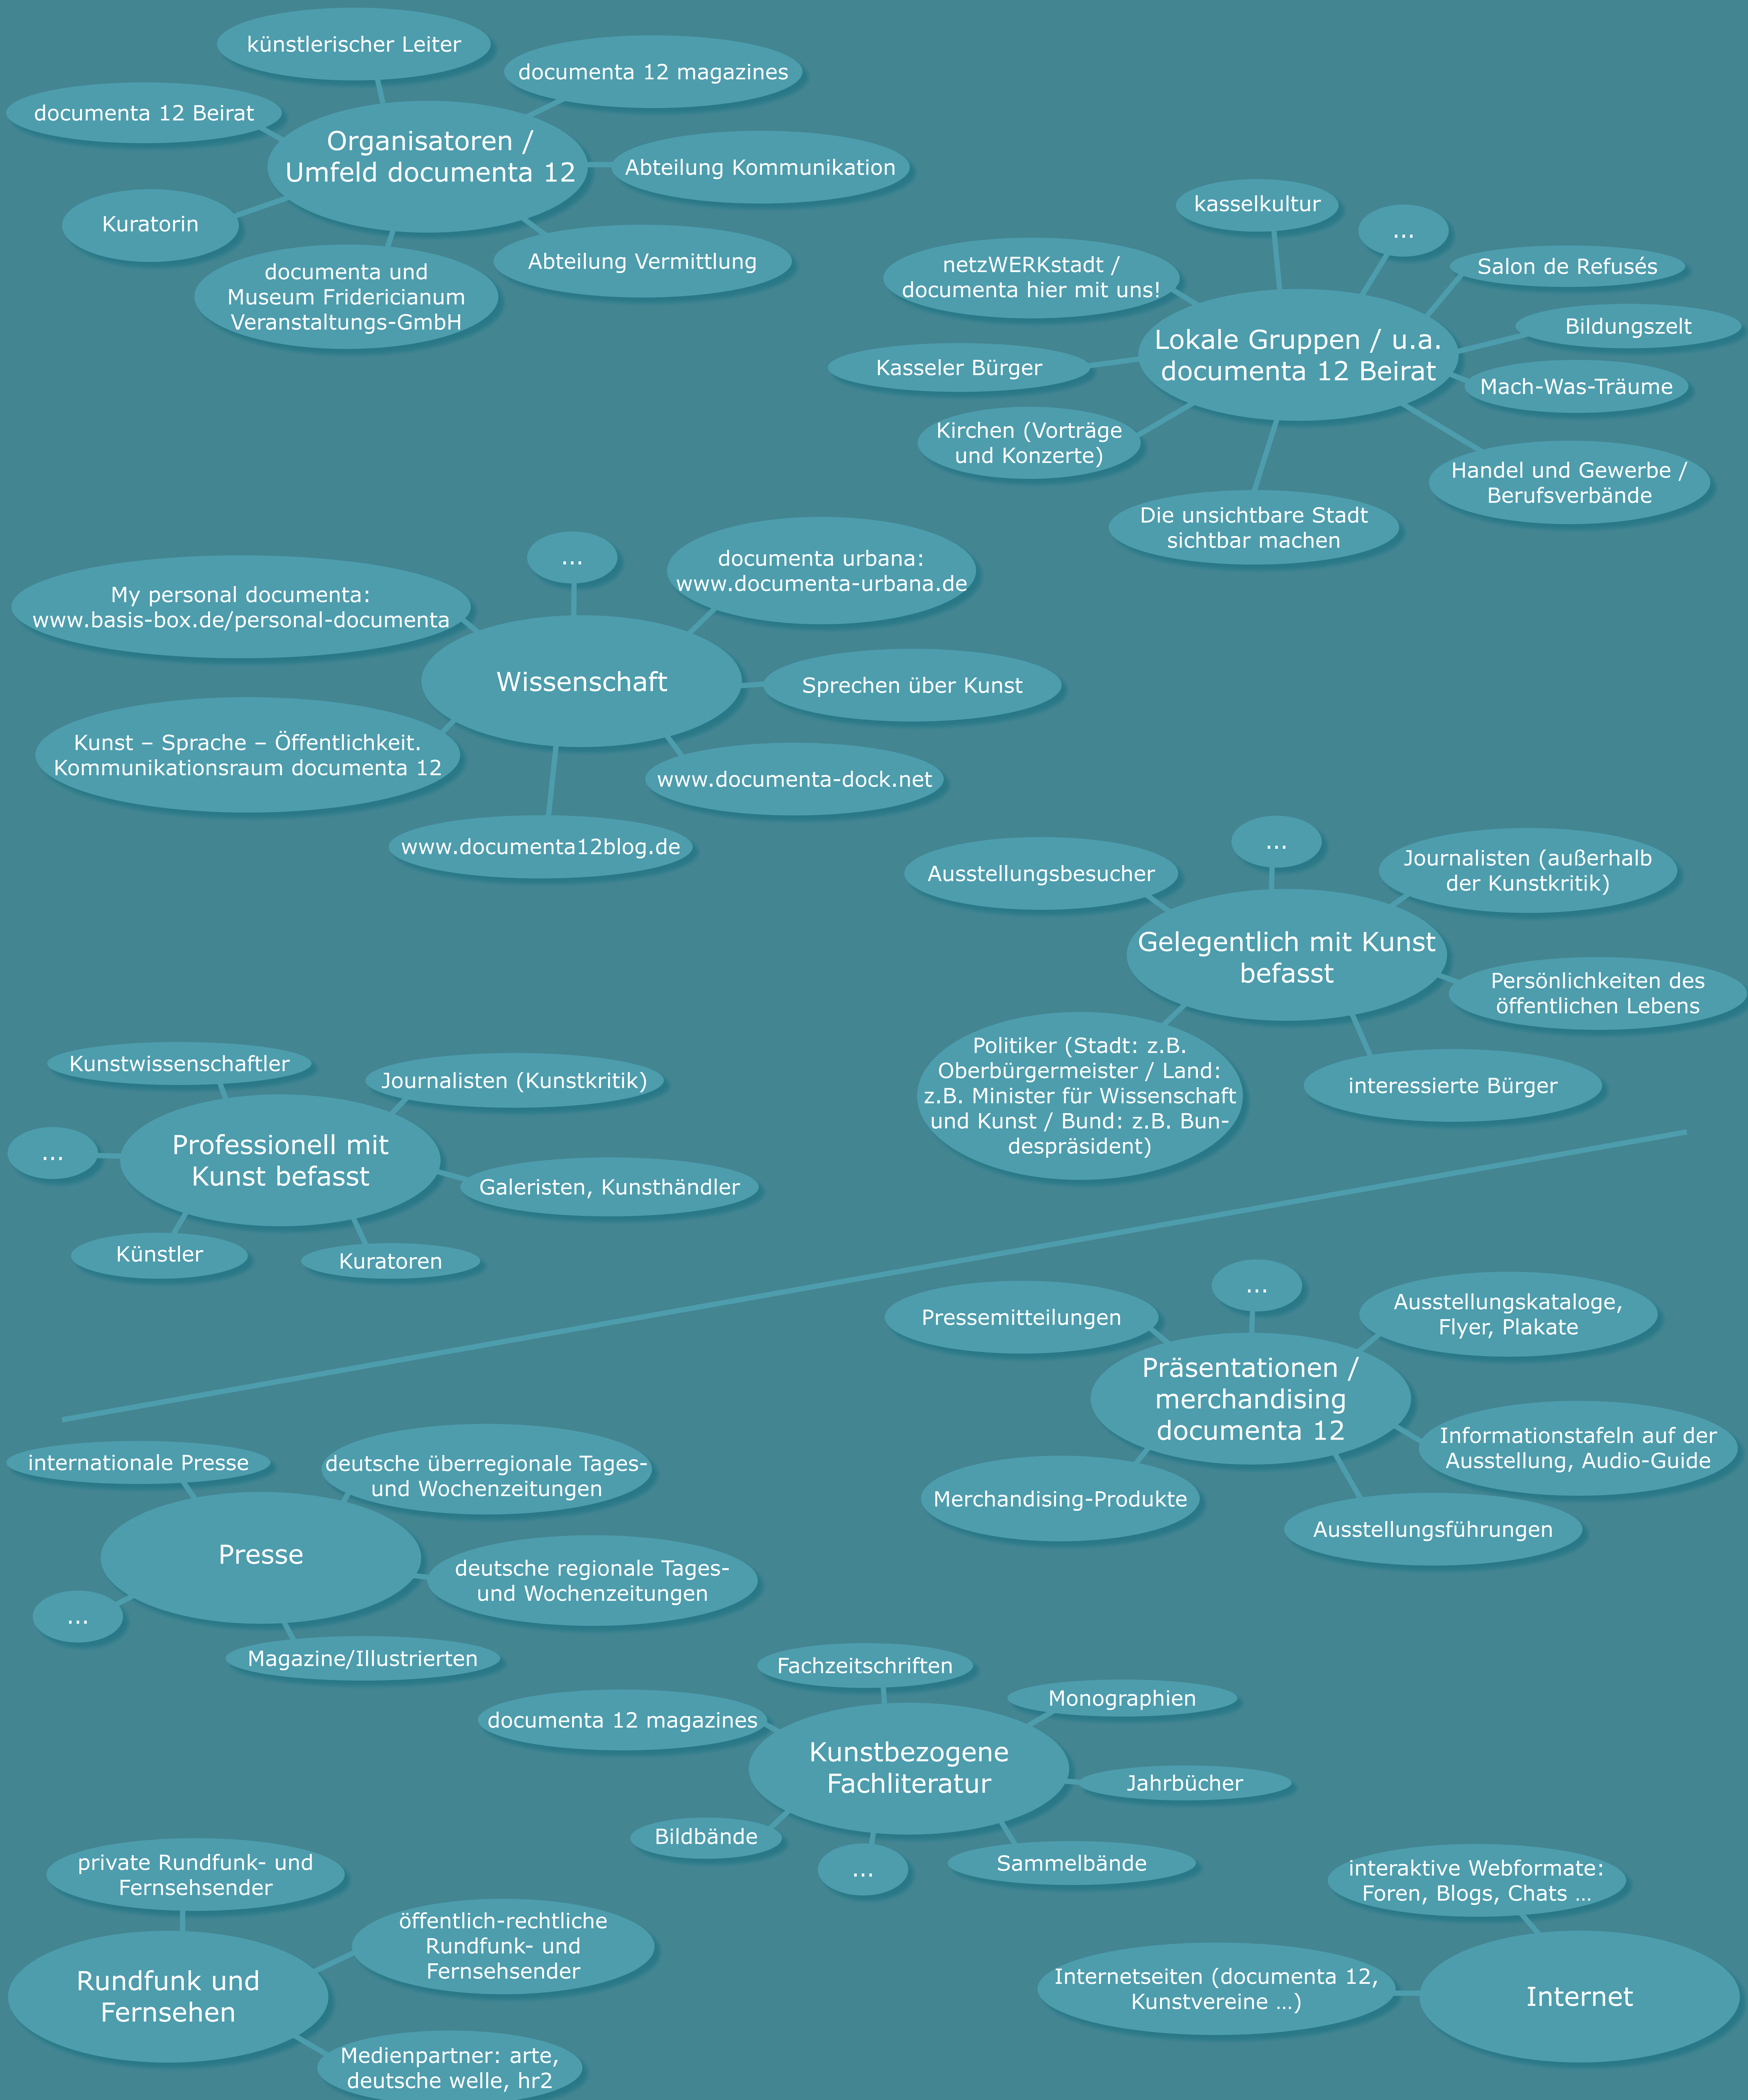 künstlerischer Leiter
documenta 12 magazines
documenta 12 Beirat
Organisatoren /
Umfeld documenta 12
Abteilung Kommunikation
Kuratorin
Abteilung Vermittlung
documenta und
Museum Fridericianum
Veranstaltungs-GmbH
kasselkultur
...
netzWERKstadt /
documenta hier mit uns!
Salon de Refusés
Bildungszelt
Lokale Gruppen / u.a.
documenta 12 Beirat
Kasseler Bürger
Mach-Was-Träume
Kirchen (Vorträge
und Konzerte)
Handel und Gewerbe /
Berufsverbände
Die unsichtbare Stadt
sichtbar machen
...
documenta urbana:
www.documenta-urbana.de
My personal documenta:
www.basis-box.de/personal-documenta
Wissenschaft
Sprechen über Kunst
Kunst – Sprache – Öffentlichkeit.
Kommunikationsraum documenta 12
www.documenta-dock.net
www.documenta12blog.de
...
Ausstellungsbesucher
Journalisten (außerhalb
der Kunstkritik)
Gelegentlich mit Kunst
befasst
Persönlichkeiten des
öffentlichen Lebens
Politiker (Stadt: z.B.
Oberbürgermeister / Land:
z.B. Minister für Wissenschaft
und Kunst / Bund: z.B. Bun-
despräsident)
interessierte Bürger
Kunstwissenschaftler
Journalisten (Kunstkritik)
...
Professionell mit
Kunst befasst
Galeristen, Kunsthändler
Künstler
Kuratoren
...
Pressemitteilungen
Ausstellungskataloge,
Flyer, Plakate
Präsentationen /
merchandising
documenta 12
Informationstafeln auf der
Ausstellung, Audio-Guide
Merchandising-Produkte
Ausstellungsführungen
internationale Presse
deutsche überregionale Tages-
und Wochenzeitungen
Presse
deutsche regionale Tages-
und Wochenzeitungen
...
Magazine/Illustrierten
Fachzeitschriften
Monographien
documenta 12 magazines
Kunstbezogene
Fachliteratur
Jahrbücher
Bildbände
...
Sammelbände
private Rundfunk- und
Fernsehsender
öffentlich-rechtliche
Rundfunk- und
Fernsehsender
Rundfunk und
Fernsehen
Medienpartner: arte,
deutsche welle, hr2
interaktive Webformate:
Foren, Blogs, Chats …
Internetseiten (documenta 12,
Kunstvereine …)
Internet